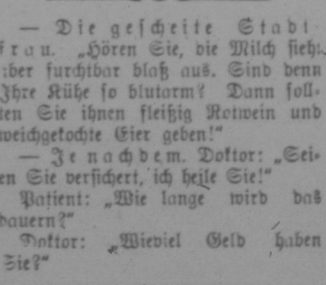 — Die gescheite Stadt
frau. „Hören Sie, die Milch sieht
aber furchtbar blaß aus. Sind denn
Ihre Kühe so blutarm? Dann soll-
ten Sie ihnen fleißig Rotwein und
weichgekochte Eier geben!"
— Je nachdem. Doktor: „Sei-
en Sie versichert, ich heile Sie!"
Patient: „Wie lange wird das
dauern?"
Doktor: „Wieviel Geld haben
Sie?"